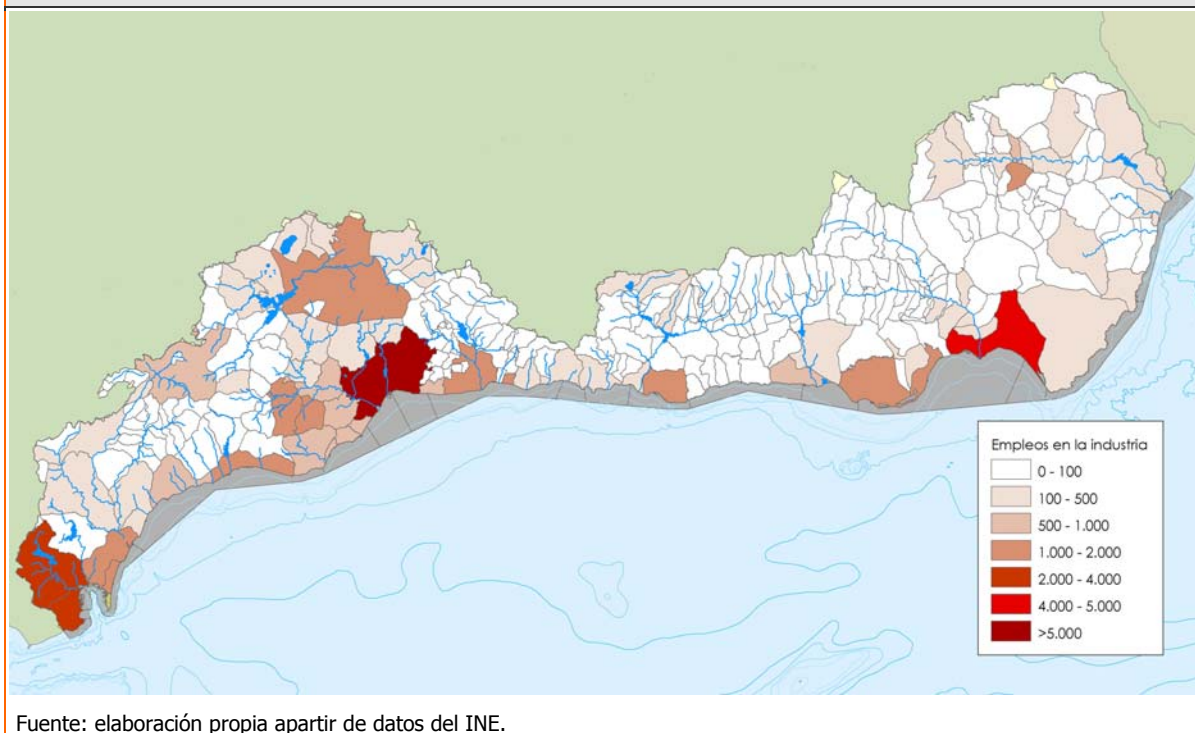 Empleos en la industria
0 - 100
100 - 500
500 - 1.000
1.000 - 2.000
2.000 - 4.000
4.000 - 5.000
>5.000
Fuente: elaboración propia apartir de datos del INE.